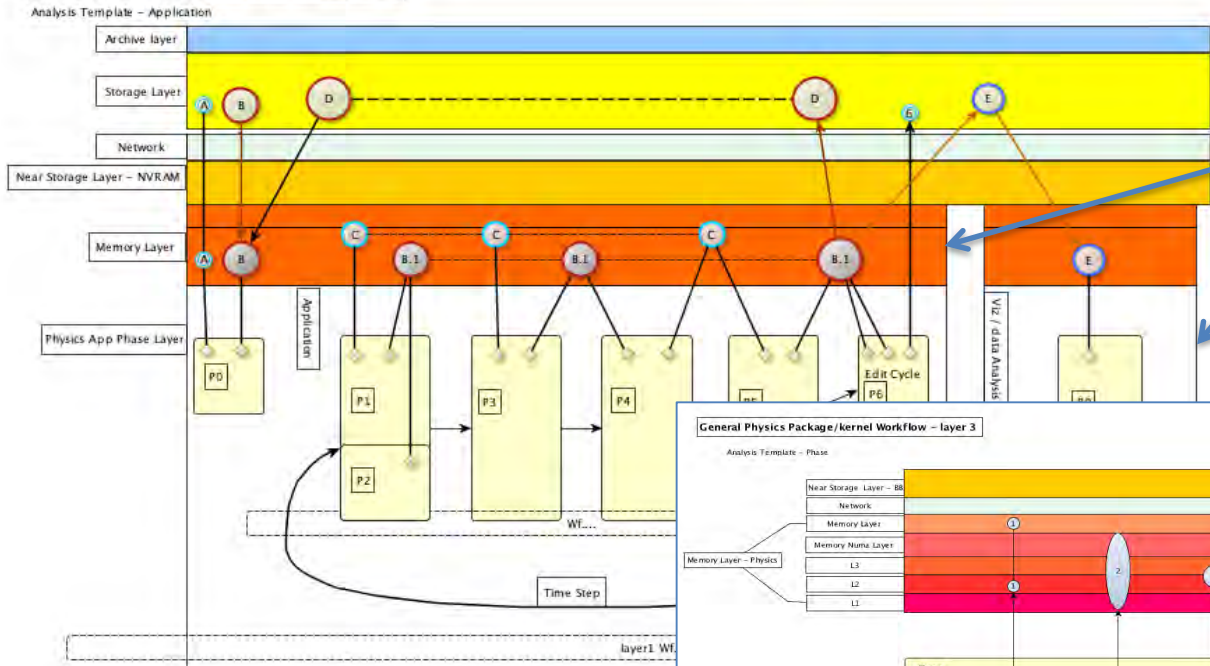 Analysis Template - Application
Archive layer
Storage Layer
A
B
D
D
6
E
Network
Near Storage Layer - NVRAM
Memory Layer
A
B
C
B.1
C
B.1
C
B.1
E
Application
Viz / data Analysis
Physics App Phase Layer
P0
P1
P2
P3
P4
Edit Cycle
P6
Wf....
Time Step
layer1 Wf.
General Physics Package/kernel Workflow - layer 3
Analysis Template - Phase
Near Storage Layer - BB
Network
Memory Layer
Memory Numa Layer
L3
L2
L1
Memory Layer - Physics
1
1
2